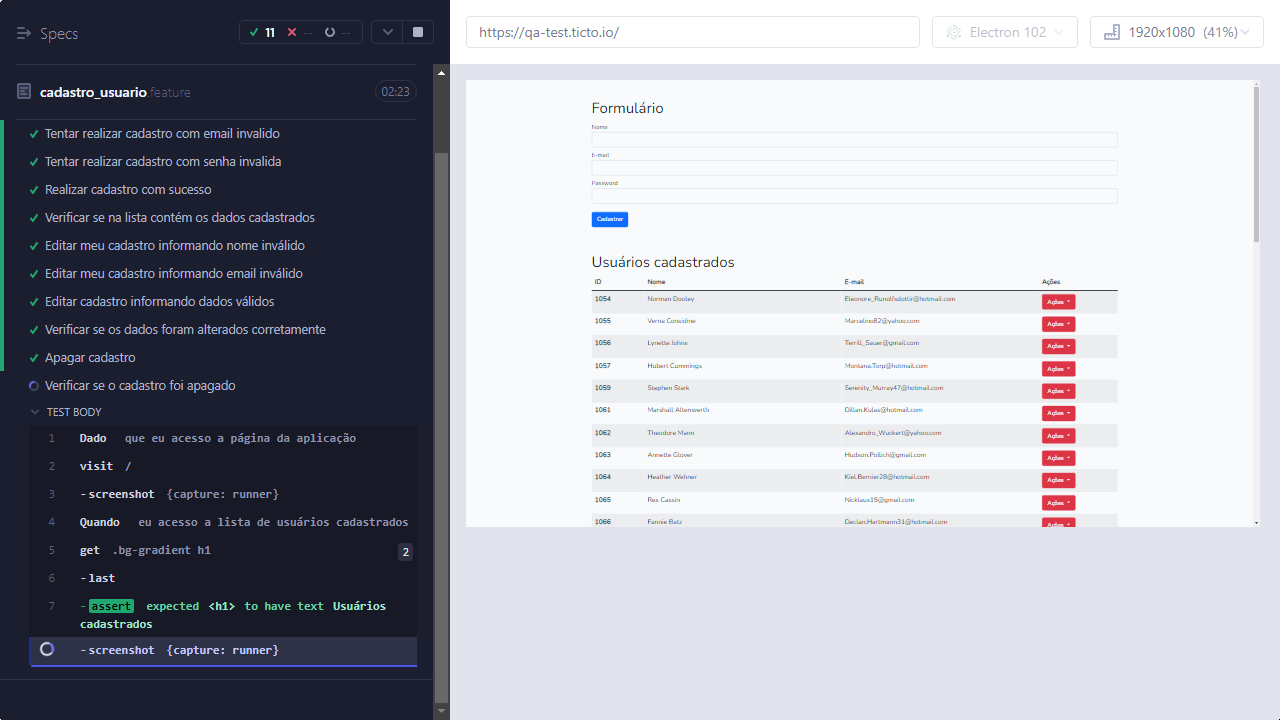 Specs
11 -- --
cadastro_usuario.feature 02:23
Tentar realizar cadastro com email invalido
Tentar realizar cadastro com senha invalida
Realizar cadastro com sucesso
Verificar se na lista contém os dados cadastrados
Editar meu cadastro informando nome inválido
Editar meu cadastro informando email inválido
Editar cadastro informando dados válidos
Verificar se os dados foram alterados corretamente
Apagar cadastro
Verificar se o cadastro foi apagado
TEST BODY
1 Dado que eu acesso a página da aplicação
2 visit /
3 -screenshot {capture: runner}
4 Quando eu acesso a lista de usuários cadastrados
5 get .bg-gradient h1 2
6 -last
7 -assert expected <h1> to have text Usuários
cadastrados
-screenshot {capture: runner}
https://qa-test.ticto.io/
Electron 102
1920x1080 (41%)
Formulário
Nome
E-mail
Password
Cadastrar
Usuários cadastrados
ID Nome E-mail Ações
1054 Norman Dooley Eleonore_Runolfsdottir@hotmail.com Ações
1055 Verna Considine Marcelino82@yahoo.com Ações
1056 Lynette Johns Terrill_Sauer@gmail.com Ações
1057 Hubert Cummings Montana.Torp@hotmail.com Ações
1059 Stephen Stark Serenity_Murray47@hotmail.com Ações
1061 Marshall Altenwerth Dillan.Kulas@hotmail.com Ações
1062 Theodore Mann Alexandro_Wuckert@yahoo.com Ações
1063 Annette Glover Hudson.Pollich@gmail.com Ações
1064 Heather Wehner Kiel.Bernier28@hotmail.com Ações
1065 Rex Cassin Nicklaus15@gmail.com Ações
1066 Fannie Batz Declan.Hartmann31@hotmail.com Ações